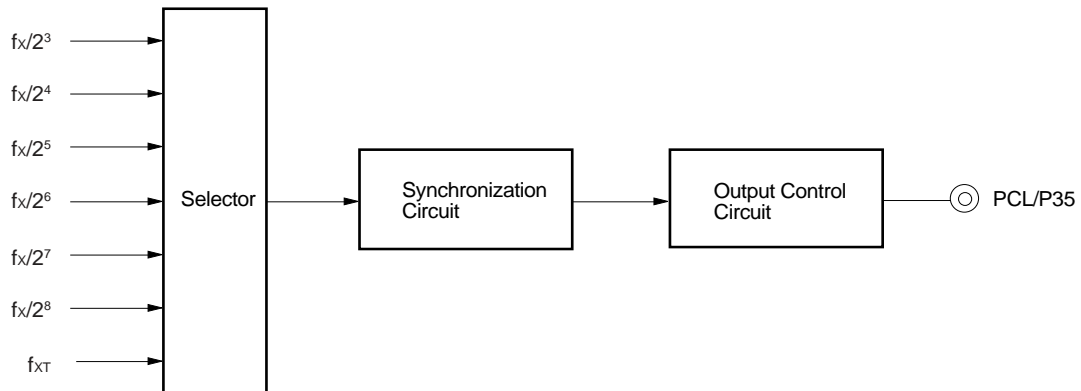 fX/2³
fX/2⁴
fX/2⁵
fX/2⁶
fX/2⁷
fX/2⁸
fXT
Selector
Synchronization
Circuit
Output Control
Circuit
PCL/P35